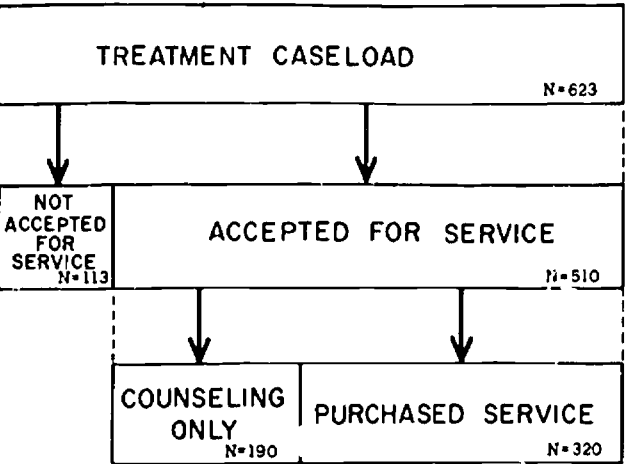 TREATMENT CASELOAD
N=623
NOT
ACCEPTED
FOR
SERVICE
N=113
ACCEPTED FOR SERVICE
N=510
COUNSELING
ONLY
N=190
PURCHASED SERVICE
N=320